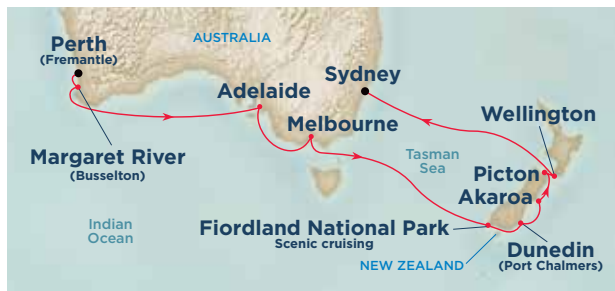 AUSTRALIA
Perth
(Fremantle)
Adelaide
Sydney
Wellington
Melbourne
Margaret River
(Busselton)
Tasman
Sea
Picton
Akaroa
Indian
Ocean
Fiordland National Park
Scenic cruising
Dunedin
(Port Chalmers)
NEW ZEALAND